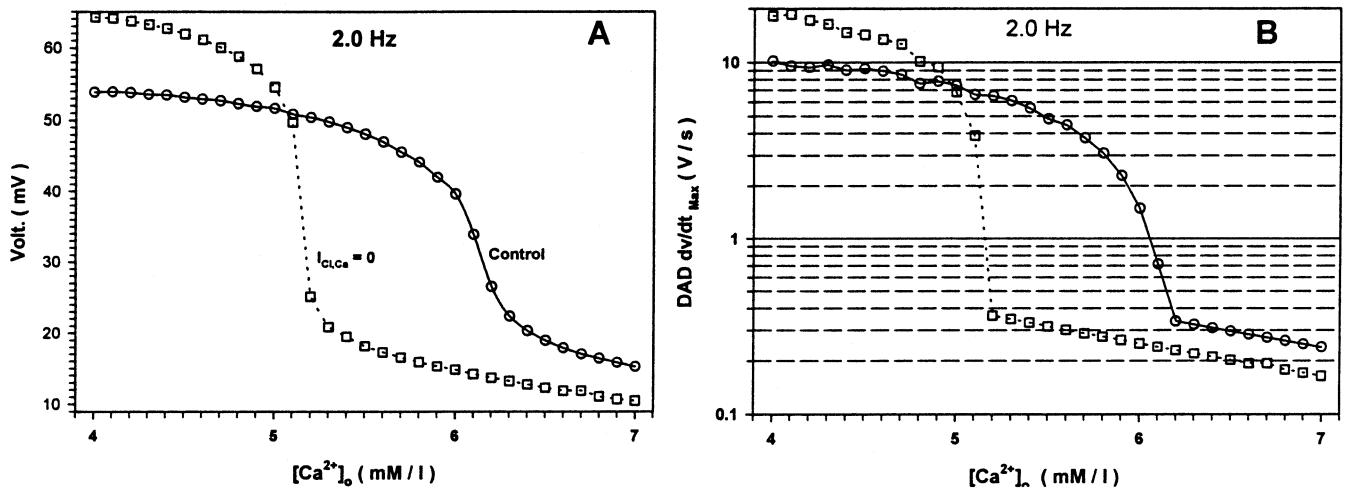 2.0 Hz
A
Volt. ( mV )
60
50
40
30
20
10
I_Cl,Ca = 0
Control
4
5
6
7
[Ca²⁺]ₒ ( mM / l )
2.0 Hz
B
DAD dv/dt Max ( V / s )
10
1
0.1
4
5
6
7
[Ca²⁺]ₒ ( mM / l )